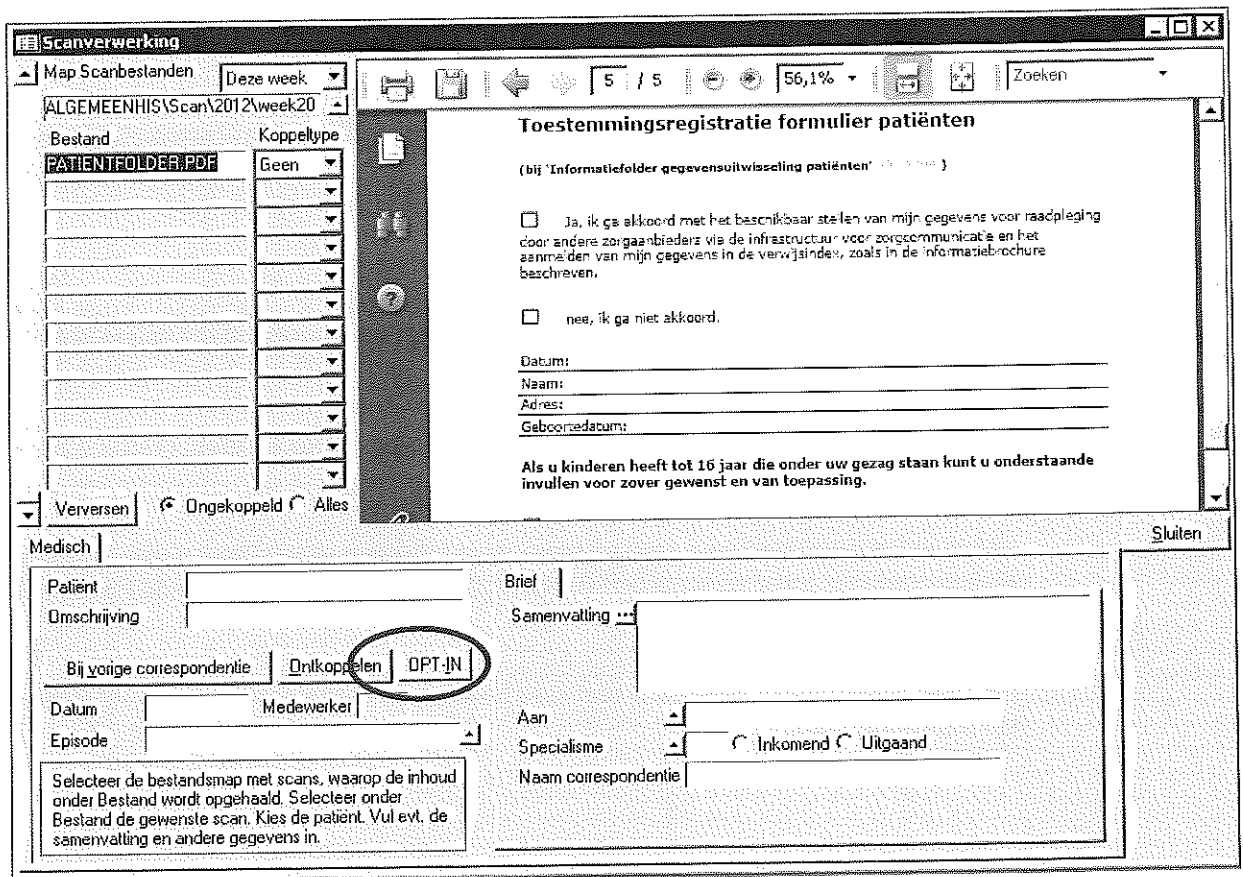 Scanverwerking
Map Scanbestanden
Deze week
ALGEMEENHIS\Scan\2012\week20
Bestand
Koppeltype
PATIENTFOLDER.PDF
Geen
Verversen
Ongekoppeld
Alles
5 / 5
56,1%
Zoeken
Toestemmingsregistratie formulier patiënten
(bij 'Informatiefolder gegevensuitwisseling patiënten' )
Ja, ik ga akkoord met het beschikbaar stellen van mijn gegevens voor raadpleging
door andere zorgaanbieders via de infrastructuur voor zorgcommunicatie en het
aanmelden van mijn gegevens in de verwijsindex, zoals in de informatiebrochure
beschreven.
nee, ik ga niet akkoord.
Datum:
Naam:
Adres:
Geboortedatum:
Als u kinderen heeft tot 16 jaar die onder uw gezag staan kunt u onderstaande
invullen voor zover gewenst en van toepassing.
Sluiten
Medisch
Patiënt
Omschrijving
Bij vorige correspondentie
Ontkoppelen
OPT-IN
Datum
Medewerker
Episode
Selecteer de bestandsmap met scans, waarop de inhoud
onder Bestand wordt opgehaald. Selecteer onder
Bestand de gewenste scan. Kies de patiënt. Vul evt. de
samenvatting en andere gegevens in.
Brief
Samenvatting ...
Aan
Specialisme
Inkomend
Uitgaand
Naam correspondentie